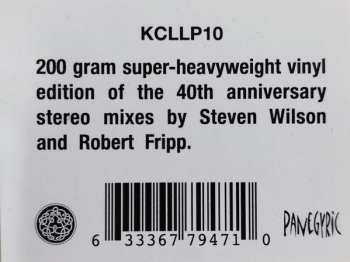 KCLLP10
200 gram super-heavyweight vinyl
edition of the 40th anniversary
stereo mixes by Steven Wilson
and Robert Fripp.
PANEGYRIC
6 33367 79471 0